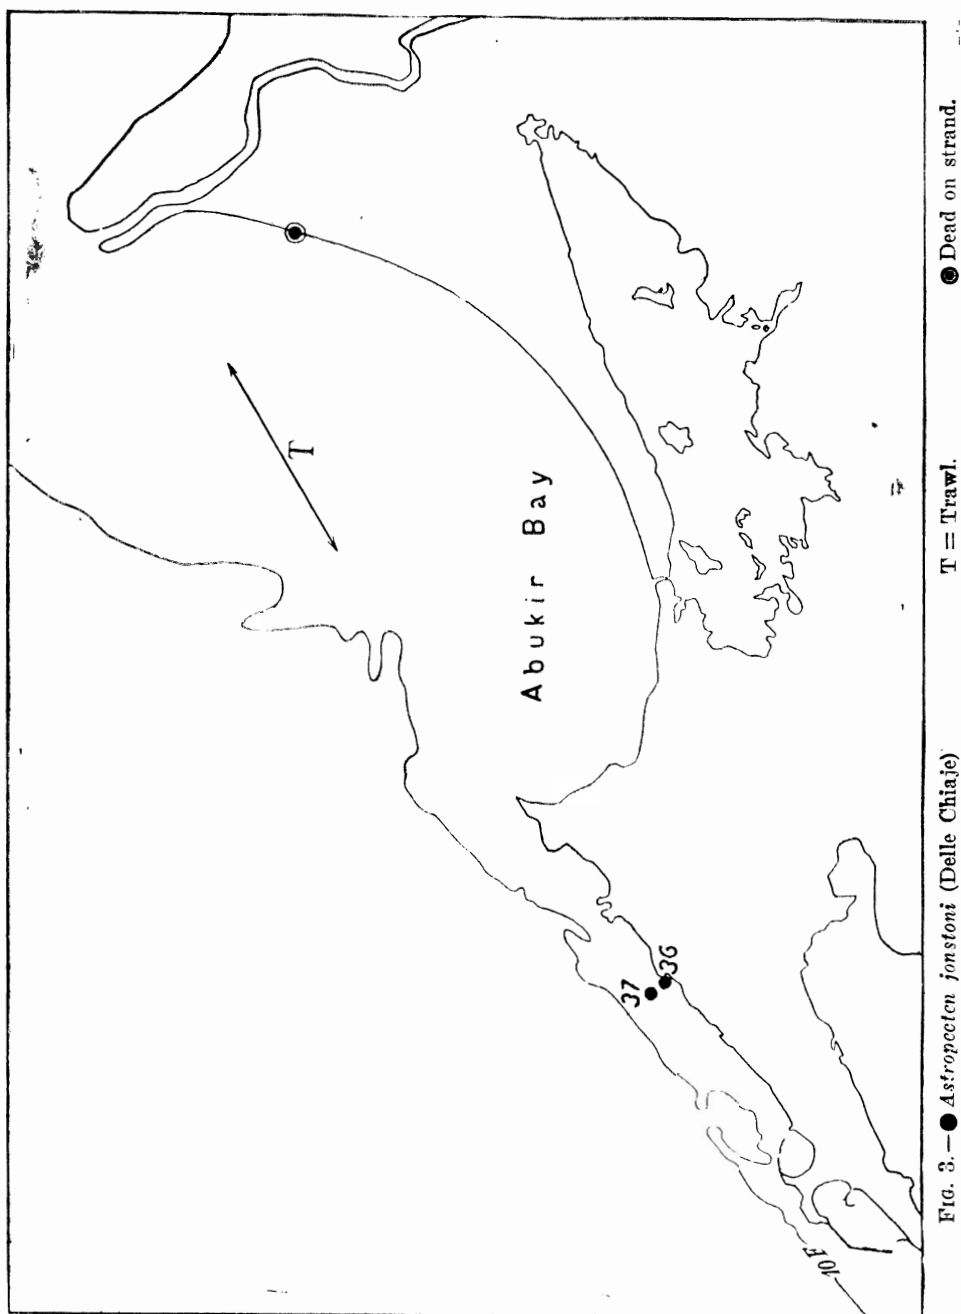 T
Abukir Bay
37
36
10 F
FIG. 3.—● Astropecten jonstoni (Delle Chiaje) T = Trawl. ◉ Dead on strand.